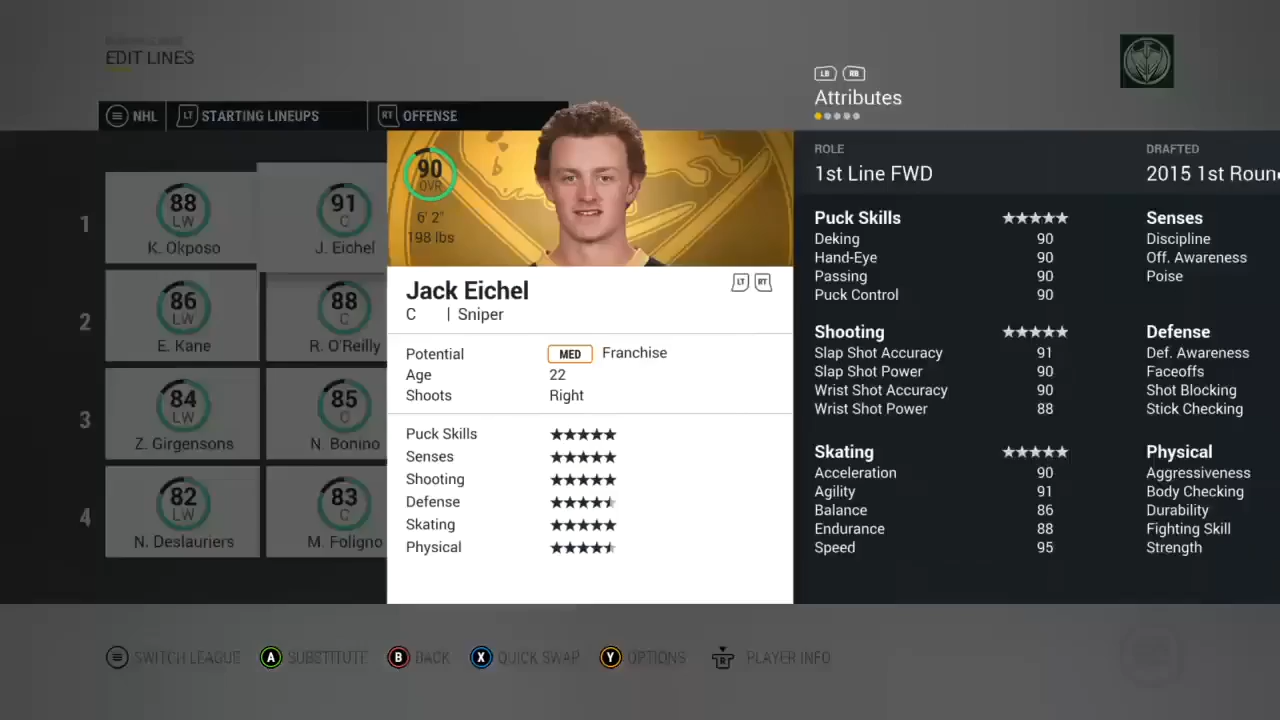 EDIT LINES
LB RB
Attributes
NHL LT STARTING LINEUPS RT OFFENSE
1
88
LW
K. Okposo
91
C
J. Eichel
2
86
LW
E. Kane
88
C
R. O'Reilly
3
84
LW
Z. Girgensons
85
C
N. Bonino
4
82
LW
N. Deslauriers
83
C
M. Foligno
90
OVR
6' 2"
198 lbs
Jack Eichel
LT RT
C | Sniper
Potential MED Franchise
Age 22
Shoots Right
Puck Skills ★★★★★
Senses ★★★★★
Shooting ★★★★★
Defense
Skating ★★★★★
Physical
ROLE
1st Line FWD
DRAFTED
2015 1st Roun
Puck Skills ★★★★★
Deking 90
Hand-Eye 90
Passing 90
Puck Control 90
Shooting ★★★★★
Slap Shot Accuracy 91
Slap Shot Power 90
Wrist Shot Accuracy 90
Wrist Shot Power 88
Skating ★★★★★
Acceleration 90
Agility 91
Balance 86
Endurance 88
Speed 95
Senses
Discipline
Off. Awareness
Poise
Defense
Def. Awareness
Faceoffs
Shot Blocking
Stick Checking
Physical
Aggressiveness
Body Checking
Durability
Fighting Skill
Strength
SWITCH LEAGUE A SUBSTITUTE B BACK X QUICK SWAP Y OPTIONS R PLAYER INFO